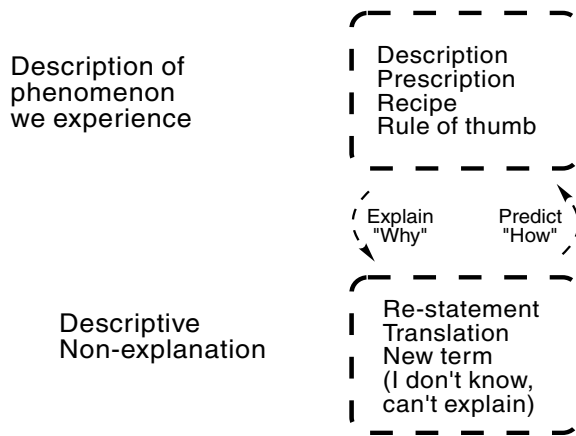 Description of
phenomenon
we experience
Description
Prescription
Recipe
Rule of thumb
Explain
"Why"
Predict
"How"
Descriptive
Non-explanation
Re-statement
Translation
New term
(I don't know,
can't explain)